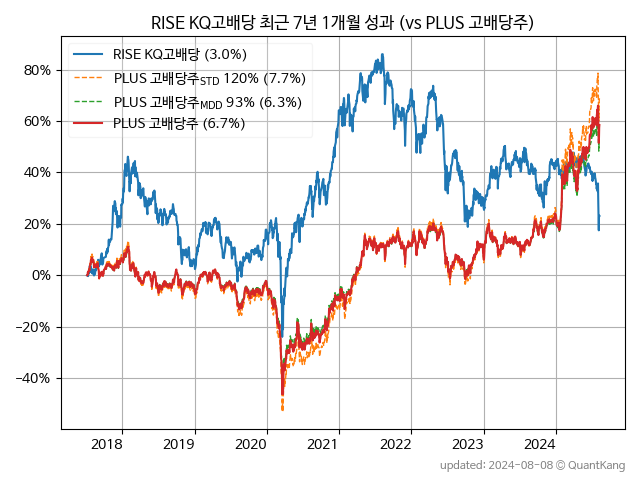 RISE KQ고배당 최근 7년 1개월 성과 (vs PLUS 고배당주)
RISE KQ고배당 (3.0%)
PLUS 고배당주STD 120% (7.7%)
PLUS 고배당주MDD 93% (6.3%)
PLUS 고배당주 (6.7%)
80%
60%
40%
20%
0%
−20%
−40%
2018 2019 2020 2021 2022 2023 2024
updated: 2024-08-08 © QuantKang